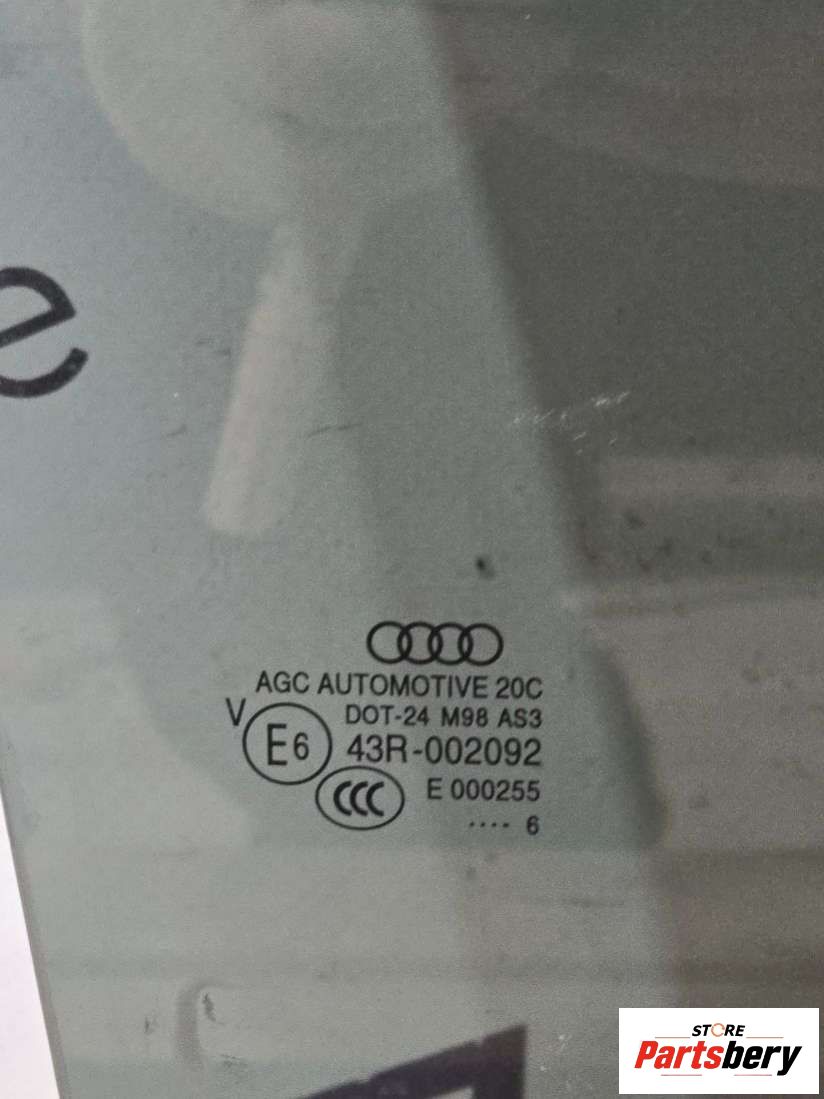 e
AGC AUTOMOTIVE 20C
V
DOT-24 M98 AS3
E6 43R-002092
CCC E 000255
···· 6
STORE
Partsbery